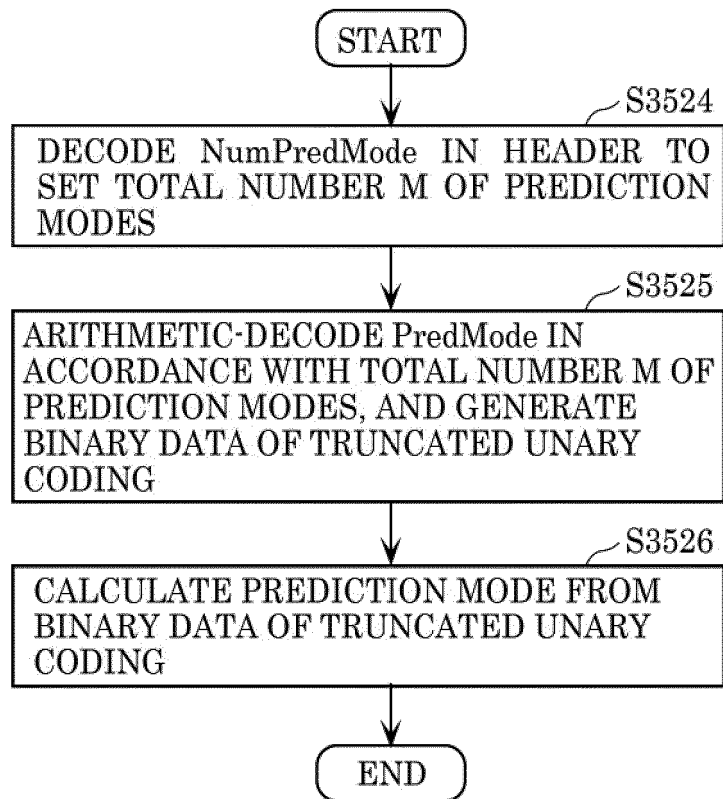 START
S3524
DECODE NumPredMode IN HEADER TO
SET TOTAL NUMBER M OF PREDICTION
MODES
S3525
ARITHMETIC-DECODE PredMode IN
ACCORDANCE WITH TOTAL NUMBER M OF
PREDICTION MODES, AND GENERATE
BINARY DATA OF TRUNCATED UNARY
CODING
S3526
CALCULATE PREDICTION MODE FROM
BINARY DATA OF TRUNCATED UNARY
CODING
END